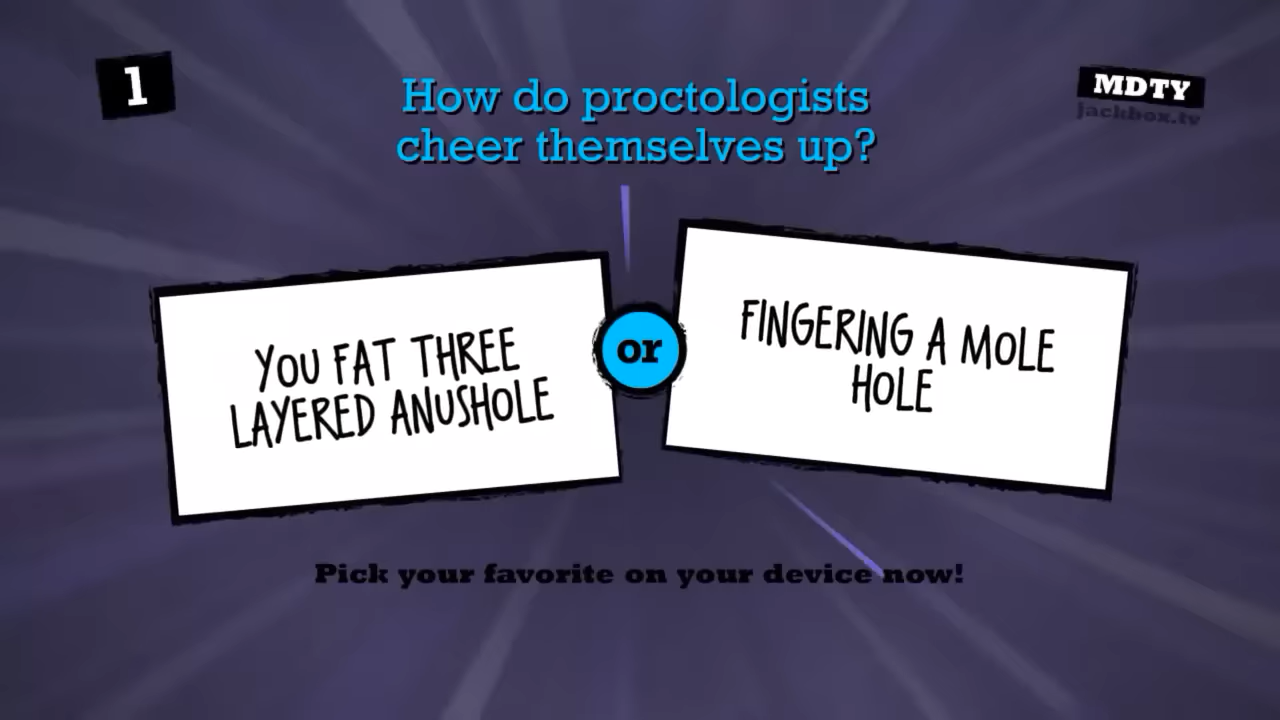 1
MDTY
jackbox.tv
How do proctologists
cheer themselves up?
YOU FAT THREE
LAYERED ANUSHOLE
or
FINGERING A MOLE
HOLE
Pick your favorite on your device now!